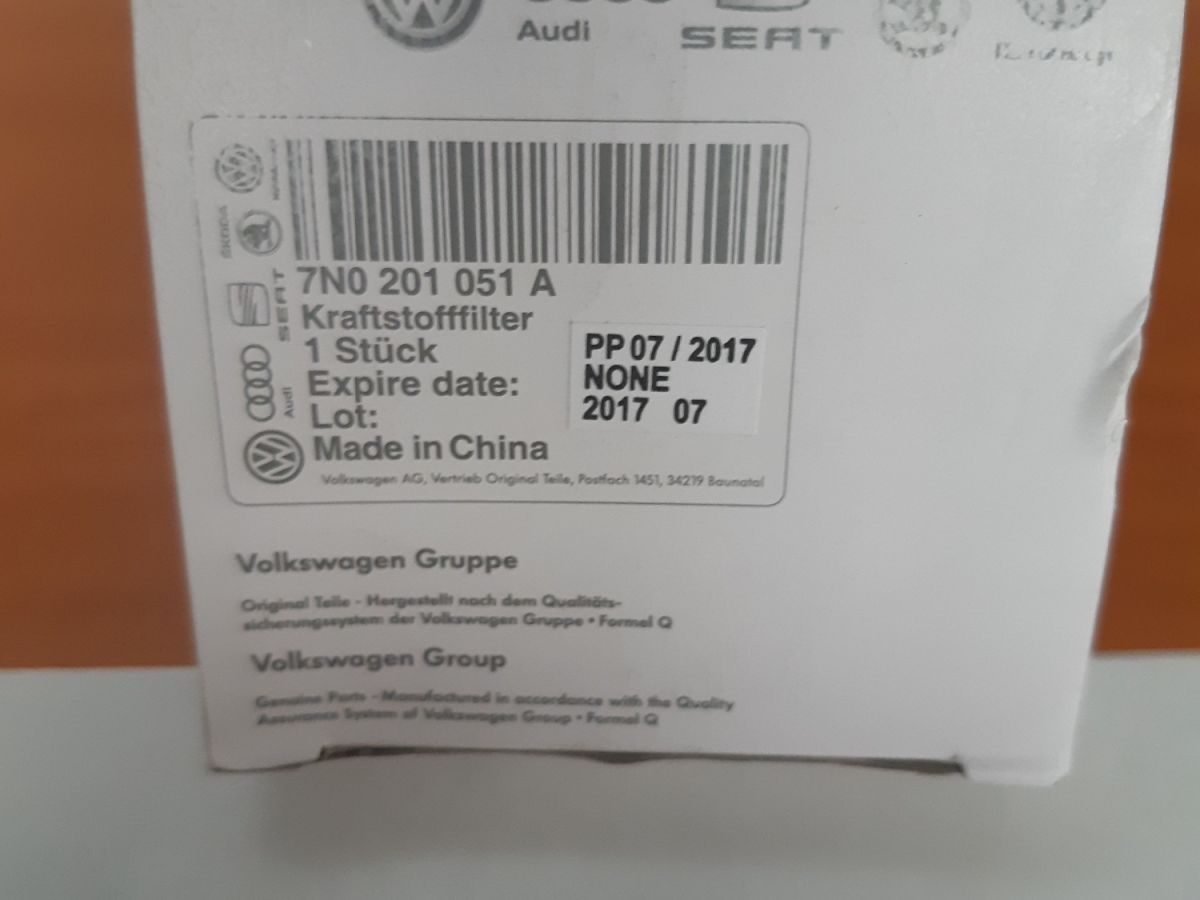 Audi
SEAT
7N0 201 051 A
Kraftstofffilter
1 Stück
Expire date:
Lot:
Made in China
PP 07 / 2017
NONE
2017 07
Volkswagen AG, Vertrieb Original Teile, Postfach 1451, 34219 Baunatal
SKODA
SEAT
Audi
Volkswagen Gruppe
Original Teile - Hergestellt nach dem Qualitäts-
sicherungssystem der Volkswagen Gruppe • Formel Q
Volkswagen Group
Genuine Parts - Manufactured in accordance with the Quality
Assurance System of Volkswagen Group • Formel Q